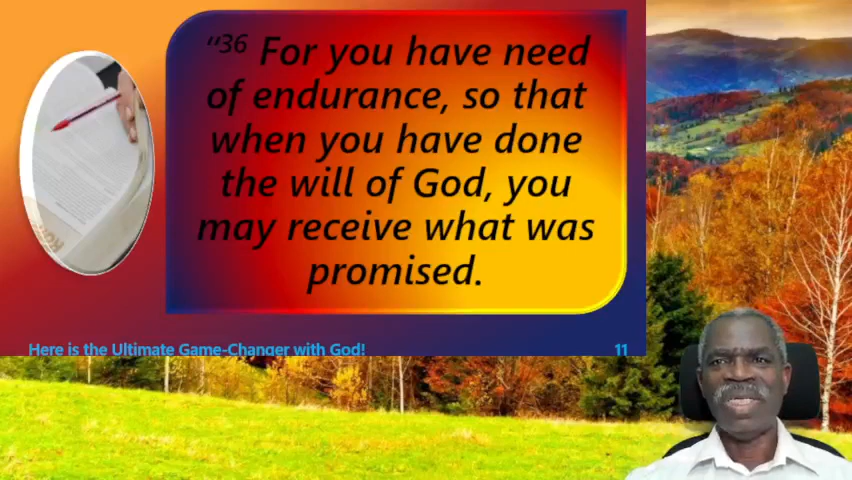 "36 For you have need
of endurance, so that
when you have done
the will of God, you
may receive what was
promised.
Here is the Ultimate Game-Changer with God!
11